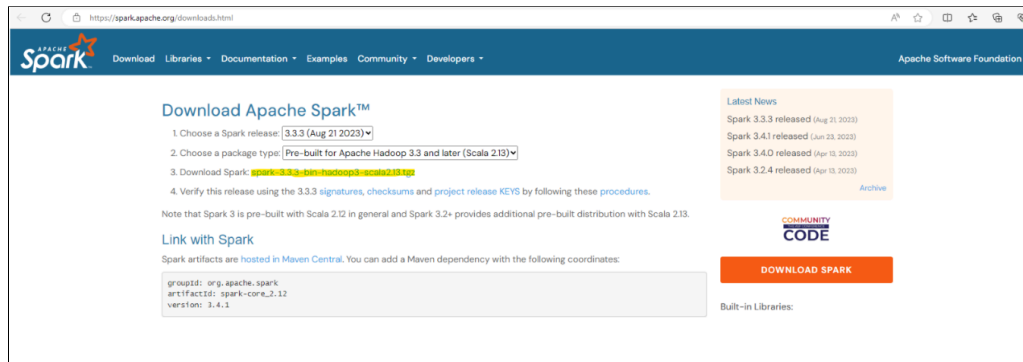 https://spark.apache.org/downloads.html
APACHE
Spark
Download Libraries Documentation Examples Community Developers
Apache Software Foundation
Download Apache Spark™
1. Choose a Spark release: 3.3.3 (Aug 21 2023)
2. Choose a package type: Pre-built for Apache Hadoop 3.3 and later (Scala 2.13)
3. Download Spark: spark-3.3.3-bin-hadoop3-scala2.13.tgz
4. Verify this release using the 3.3.3 signatures, checksums and project release KEYS by following these procedures.
Note that Spark 3 is pre-built with Scala 2.12 in general and Spark 3.2+ provides additional pre-built distribution with Scala 2.13.
Link with Spark
Spark artifacts are hosted in Maven Central. You can add a Maven dependency with the following coordinates:
groupId: org.apache.spark
artifactId: spark-core_2.12
version: 3.4.1
Latest News
Spark 3.3.3 released (Aug 21, 2023)
Spark 3.4.1 released (Jun 23, 2023)
Spark 3.4.0 released (Apr 13, 2023)
Spark 3.2.4 released (Apr 13, 2023)
Archive
COMMUNITY
CODE
DOWNLOAD SPARK
Built-in Libraries: